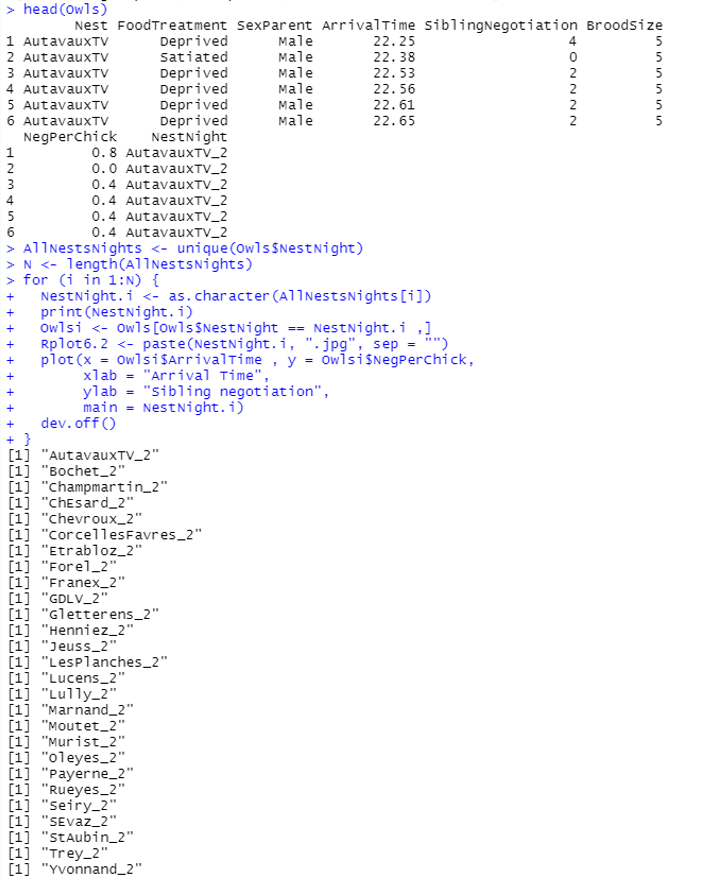 > head(Owls)
Nest FoodTreatment SexParent ArrivalTime SiblingNegotiation BroodSize
1 AutavauxTV Deprived Male 22.25 4 5
2 AutavauxTV Satiated Male 22.38 0 5
3 AutavauxTV Deprived Male 22.53 2 5
4 AutavauxTV Deprived Male 22.56 2 5
5 AutavauxTV Deprived Male 22.61 2 5
6 AutavauxTV Deprived Male 22.65 2 5
NegPerChick NestNight
1 0.8 AutavauxTV_2
2 0.0 AutavauxTV_2
3 0.4 AutavauxTV_2
4 0.4 AutavauxTV_2
5 0.4 AutavauxTV_2
6 0.4 AutavauxTV_2
> AllNestsNights <- unique(Owls$NestNight)
> N <- length(AllNestsNights)
> for (i in 1:N) {
+ NestNight.i <- as.character(AllNestsNights[i])
+ print(NestNight.i)
+ Owlsi <- Owls[Owls$NestNight == NestNight.i ,]
+ Rplot6.2 <- paste(NestNight.i, ".jpg", sep = "")
+ plot(x = Owlsi$ArrivalTime , y = Owlsi$NegPerChick,
+ xlab = "Arrival Time",
+ ylab = "Sibling negotiation",
+ main = NestNight.i)
+ dev.off()
+ }
[1] "AutavauxTV_2"
[1] "Bochet_2"
[1] "Champmartin_2"
[1] "ChEsard_2"
[1] "Chevroux_2"
[1] "CorcellesFavres_2"
[1] "Etrabloz_2"
[1] "Forel_2"
[1] "Franex_2"
[1] "GDLV_2"
[1] "Gletterens_2"
[1] "Henniez_2"
[1] "Jeuss_2"
[1] "LesPlanches_2"
[1] "Lucens_2"
[1] "Lully_2"
[1] "Marnand_2"
[1] "Moutet_2"
[1] "Murist_2"
[1] "Oleyes_2"
[1] "Payerne_2"
[1] "Rueyes_2"
[1] "Seiry_2"
[1] "SEvaz_2"
[1] "StAubin_2"
[1] "Trey_2"
[1] "Yvonnand_2"